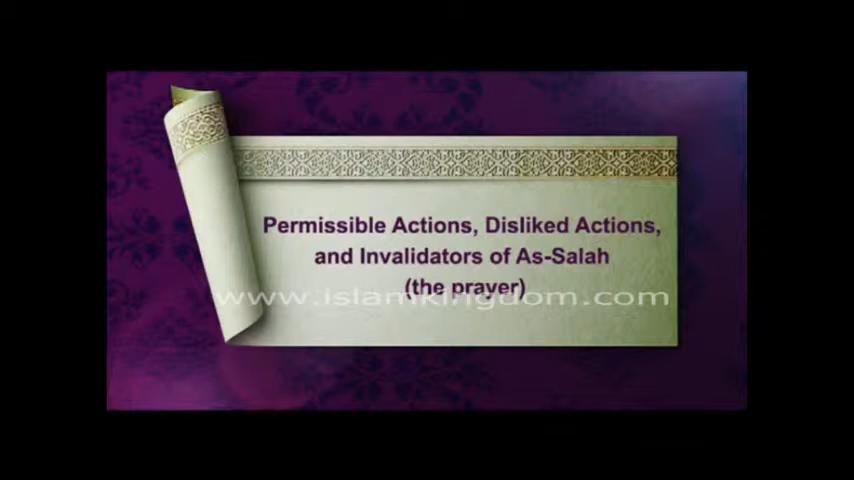 Permissible Actions, Disliked Actions,
and Invalidators of As-Salah
(the prayer)
www.islamkingdom.com